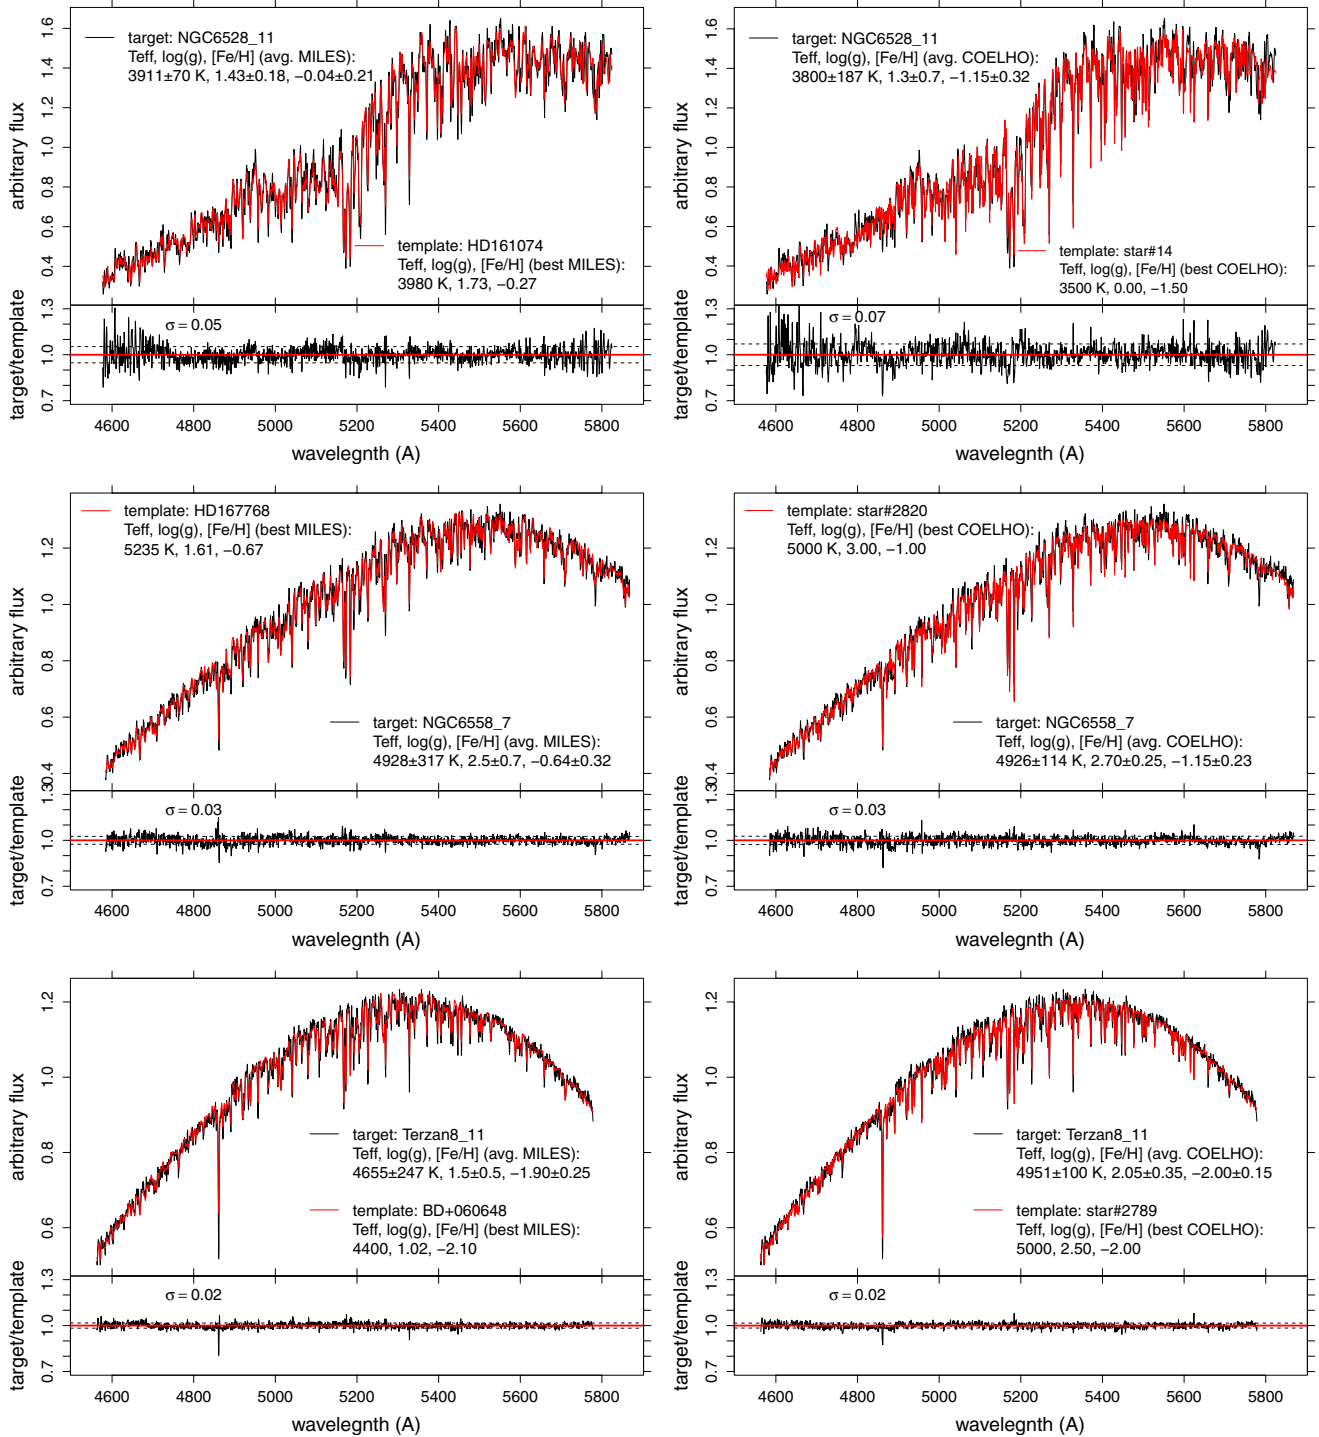 target: NGC6528_11
Teff, log(g), [Fe/H] (avg. MILES):
3911±70 K, 1.43±0.18, −0.04±0.21
template: HD161074
Teff, log(g), [Fe/H] (best MILES):
3980 K, 1.73, −0.27
arbitrary flux
0.4 0.6 0.8 1.0 1.2 1.4 1.6
σ = 0.05
target/template
0.7 1.0 1.3
4600 4800 5000 5200 5400 5600 5800
wavelegnth (A)
target: NGC6528_11
Teff, log(g), [Fe/H] (avg. COELHO):
3800±187 K, 1.3±0.7, −1.15±0.32
template: star#14
Teff, log(g), [Fe/H] (best COELHO):
3500 K, 0.00, −1.50
arbitrary flux
0.4 0.6 0.8 1.0 1.2 1.4 1.6
σ = 0.07
target/template
0.7 1.0 1.3
4600 4800 5000 5200 5400 5600 5800
wavelegnth (A)
template: HD167768
Teff, log(g), [Fe/H] (best MILES):
5235 K, 1.61, −0.67
target: NGC6558_7
Teff, log(g), [Fe/H] (avg. MILES):
4928±317 K, 2.5±0.7, −0.64±0.32
arbitrary flux
0.4 0.6 0.8 1.0 1.2
σ = 0.03
target/template
0.7 1.0 1.3
4600 4800 5000 5200 5400 5600 5800
wavelegnth (A)
template: star#2820
Teff, log(g), [Fe/H] (best COELHO):
5000 K, 3.00, −1.00
target: NGC6558_7
Teff, log(g), [Fe/H] (avg. COELHO):
4926±114 K, 2.70±0.25, −1.15±0.23
arbitrary flux
0.4 0.6 0.8 1.0 1.2
σ = 0.03
target/template
0.7 1.0 1.3
4600 4800 5000 5200 5400 5600 5800
wavelegnth (A)
target: Terzan8_11
Teff, log(g), [Fe/H] (avg. MILES):
4655±247 K, 1.5±0.5, −1.90±0.25
template: BD+060648
Teff, log(g), [Fe/H] (best MILES):
4400, 1.02, −2.10
arbitrary flux
0.6 0.8 1.0 1.2
σ = 0.02
target/template
0.7 1.0 1.3
4600 4800 5000 5200 5400 5600 5800
wavelegnth (A)
target: Terzan8_11
Teff, log(g), [Fe/H] (avg. COELHO):
4951±100 K, 2.05±0.35, −2.00±0.15
template: star#2789
Teff, log(g), [Fe/H] (best COELHO):
5000, 2.50, −2.00
arbitrary flux
0.6 0.8 1.0 1.2
σ = 0.02
target/template
0.7 1.0 1.3
4600 4800 5000 5200 5400 5600 5800
wavelegnth (A)